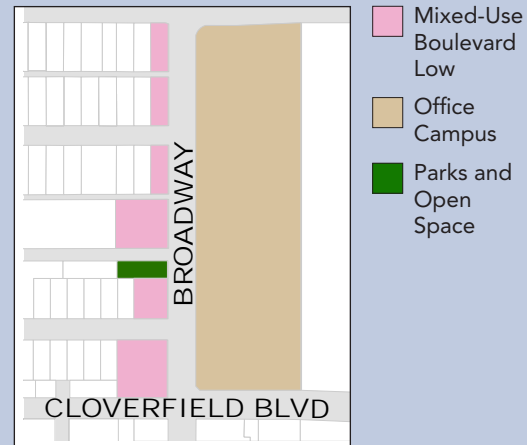 Mixed-Use
Boulevard
Low
Office
Campus
Parks and
Open
Space
BROADWAY
CLOVERFIELD BLVD